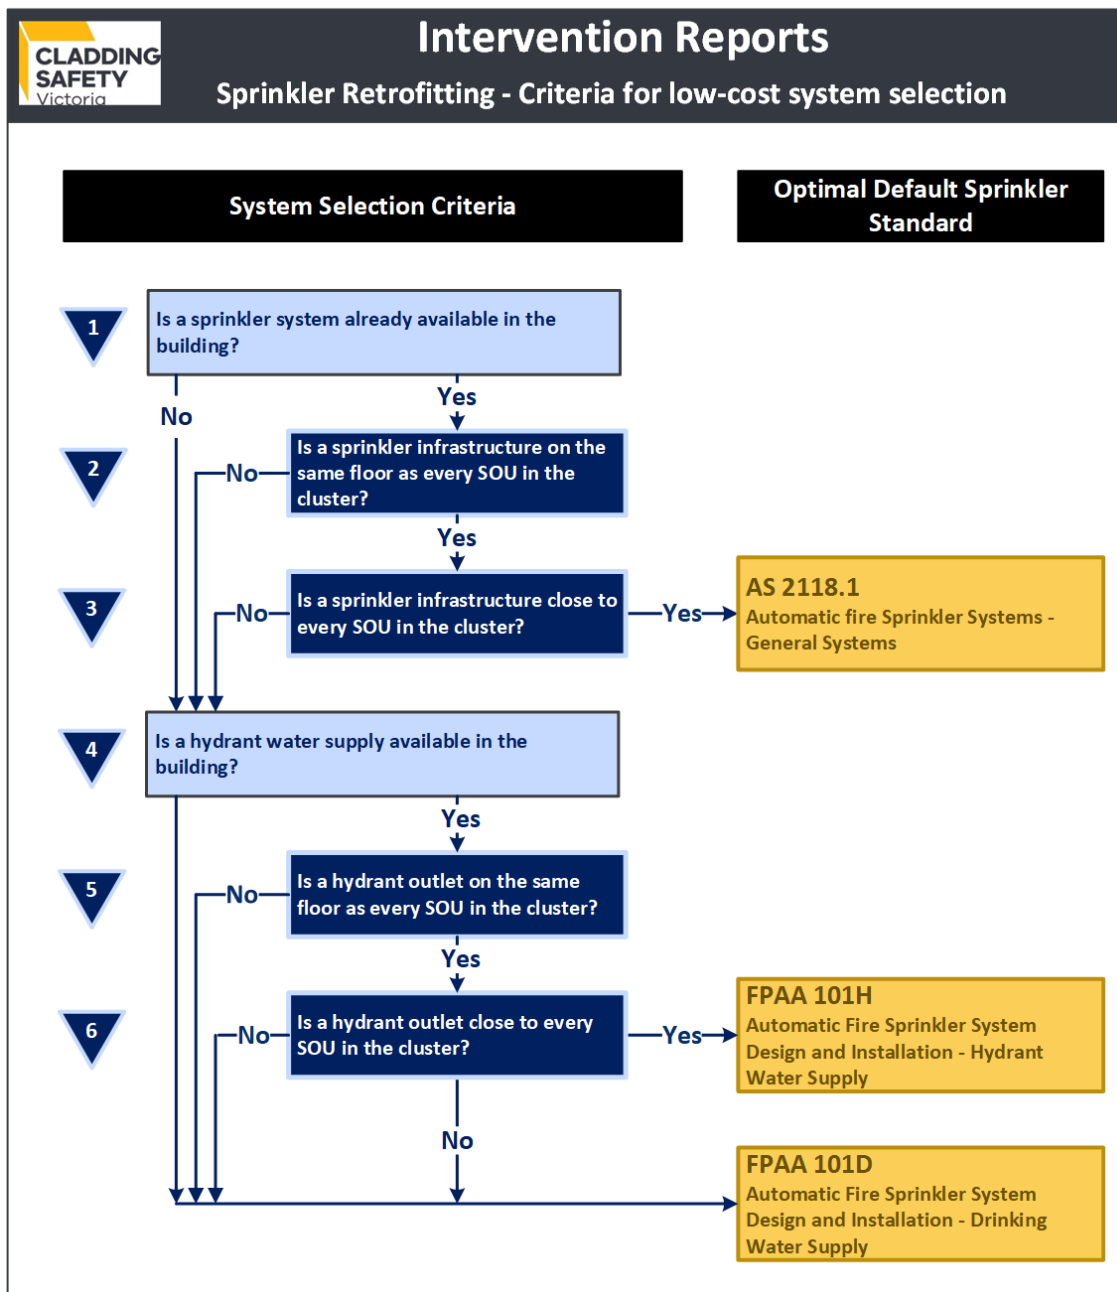 CLADDING
SAFETY
Victoria
Intervention Reports
Sprinkler Retrofitting - Criteria for low-cost system selection
System Selection Criteria
Optimal Default Sprinkler
Standard
1
Is a sprinkler system already available in the
building?
No
Yes
2
Is a sprinkler infrastructure on the
same floor as every SOU in the
cluster?
No
Yes
3
Is a sprinkler infrastructure close to
every SOU in the cluster?
No
Yes
AS 2118.1
Automatic fire Sprinkler Systems -
General Systems
4
Is a hydrant water supply available in the
building?
Yes
5
Is a hydrant outlet on the same
floor as every SOU in the cluster?
No
Yes
6
Is a hydrant outlet close to every
SOU in the cluster?
No
Yes
FPAA 101H
Automatic Fire Sprinkler System
Design and Installation - Hydrant
Water Supply
No
FPAA 101D
Automatic Fire Sprinkler System
Design and Installation - Drinking
Water Supply